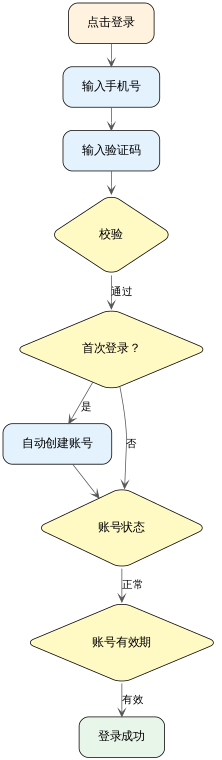 点击登录
输入手机号
输入验证码
校验
通过
首次登录？
是
否
自动创建账号
账号状态
正常
账号有效期
有效
登录成功